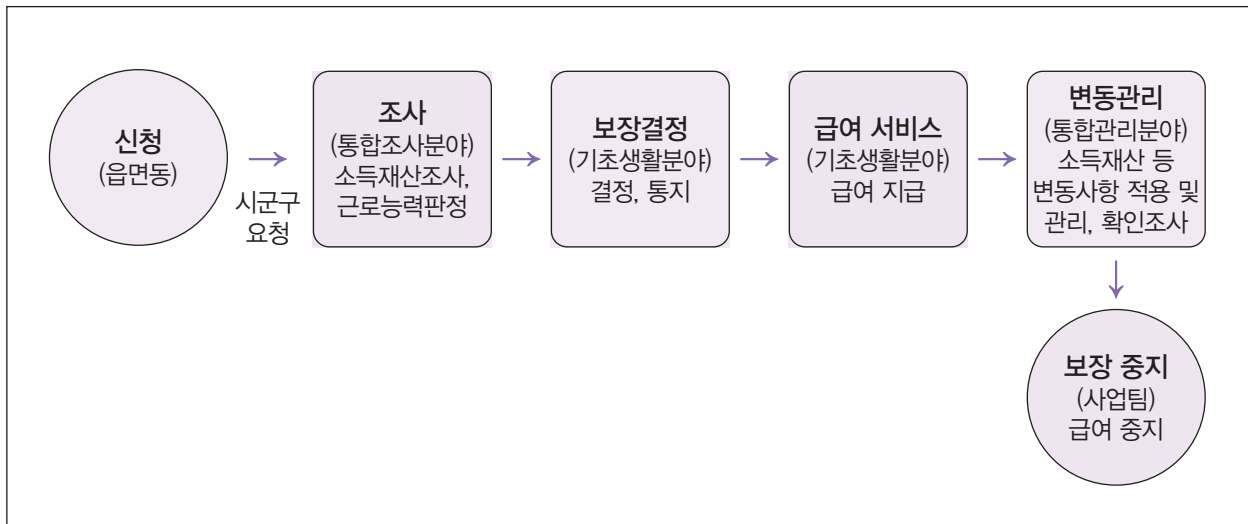 신청
(읍면동)
시군구
요청
조사
(통합조사분야)
소득재산조사,
근로능력판정
보장결정
(기초생활분야)
결정, 통지
급여 서비스
(기초생활분야)
급여 지급
변동관리
(통합관리분야)
소득재산 등
변동사항 적용 및
관리, 확인조사
보장 중지
(사업팀)
급여 중지